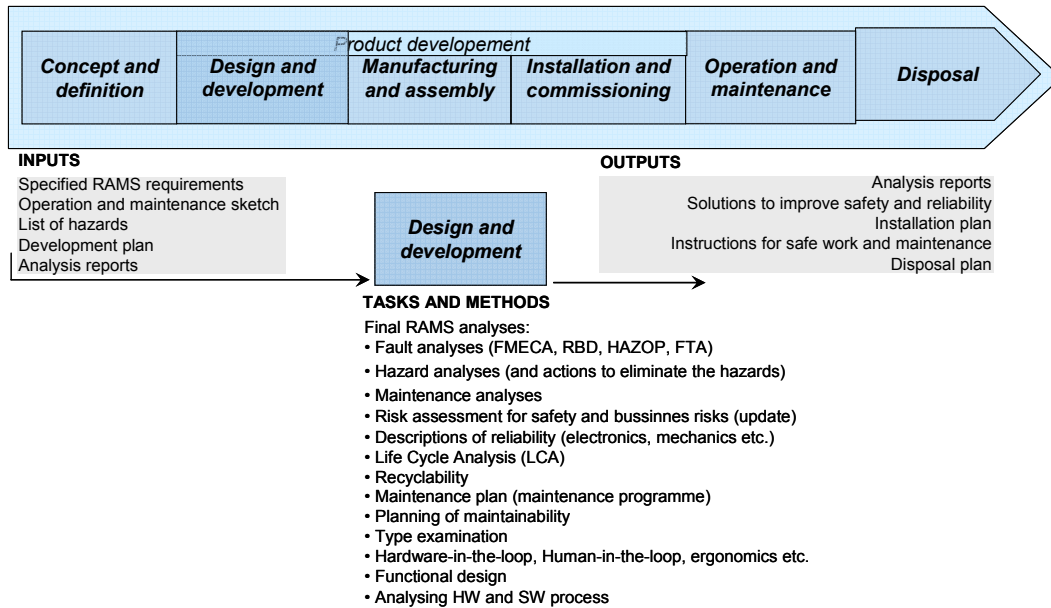 Product developement
Concept and
definition
Design and
development
Manufacturing
and assembly
Installation and
commissioning
Operation and
maintenance
Disposal
INPUTS
Specified RAMS requirements
Operation and maintenance sketch
List of hazards
Development plan
Analysis reports
Design and
development
OUTPUTS
Analysis reports
Solutions to improve safety and reliability
Installation plan
Instructions for safe work and maintenance
Disposal plan
TASKS AND METHODS
Final RAMS analyses:
• Fault analyses (FMECA, RBD, HAZOP, FTA)
• Hazard analyses (and actions to eliminate the hazards)
• Maintenance analyses
• Risk assessment for safety and bussinnes risks (update)
• Descriptions of reliability (electronics, mechanics etc.)
• Life Cycle Analysis (LCA)
• Recyclability
• Maintenance plan (maintenance programme)
• Planning of maintainability
• Type examination
• Hardware-in-the-loop, Human-in-the-loop, ergonomics etc.
• Functional design
• Analysing HW and SW process